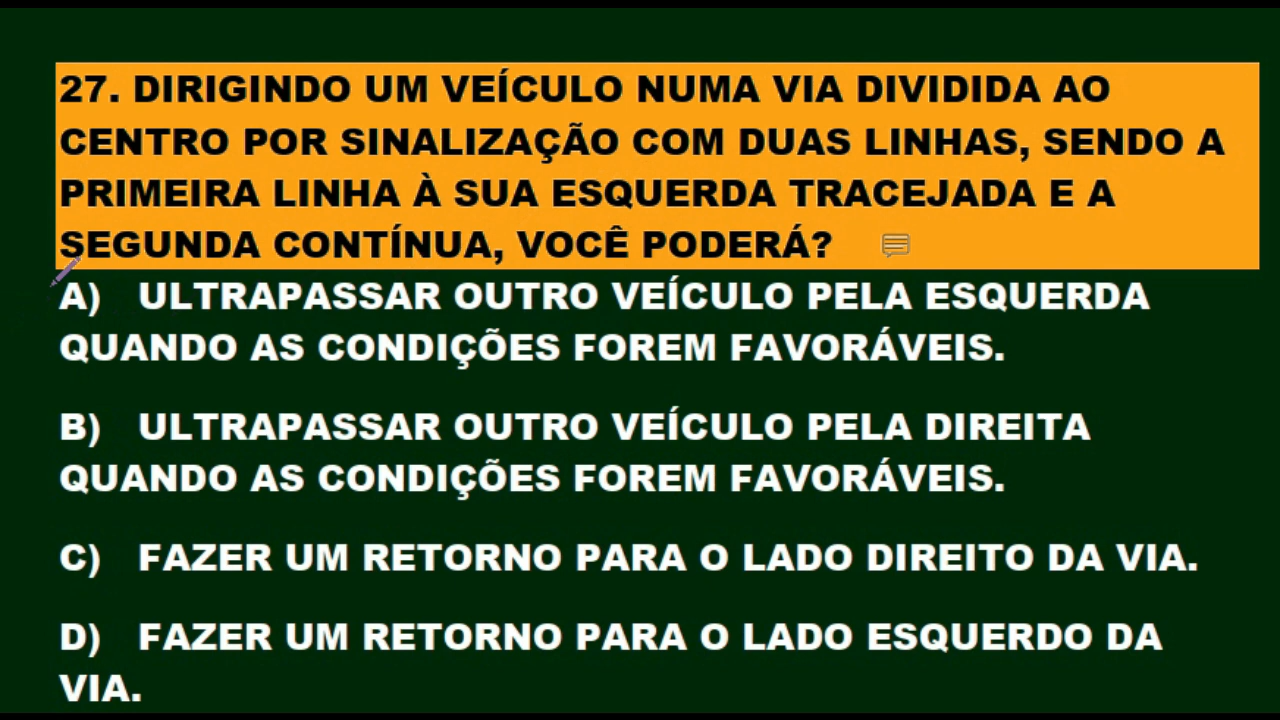 27. DIRIGINDO UM VEÍCULO NUMA VIA DIVIDIDA AO
CENTRO POR SINALIZAÇÃO COM DUAS LINHAS, SENDO A
PRIMEIRA LINHA À SUA ESQUERDA TRACEJADA E A
SEGUNDA CONTÍNUA, VOCÊ PODERÁ?
A) ULTRAPASSAR OUTRO VEÍCULO PELA ESQUERDA
QUANDO AS CONDIÇÕES FOREM FAVORÁVEIS.
B) ULTRAPASSAR OUTRO VEÍCULO PELA DIREITA
QUANDO AS CONDIÇÕES FOREM FAVORÁVEIS.
C) FAZER UM RETORNO PARA O LADO DIREITO DA VIA.
D) FAZER UM RETORNO PARA O LADO ESQUERDO DA
VIA.